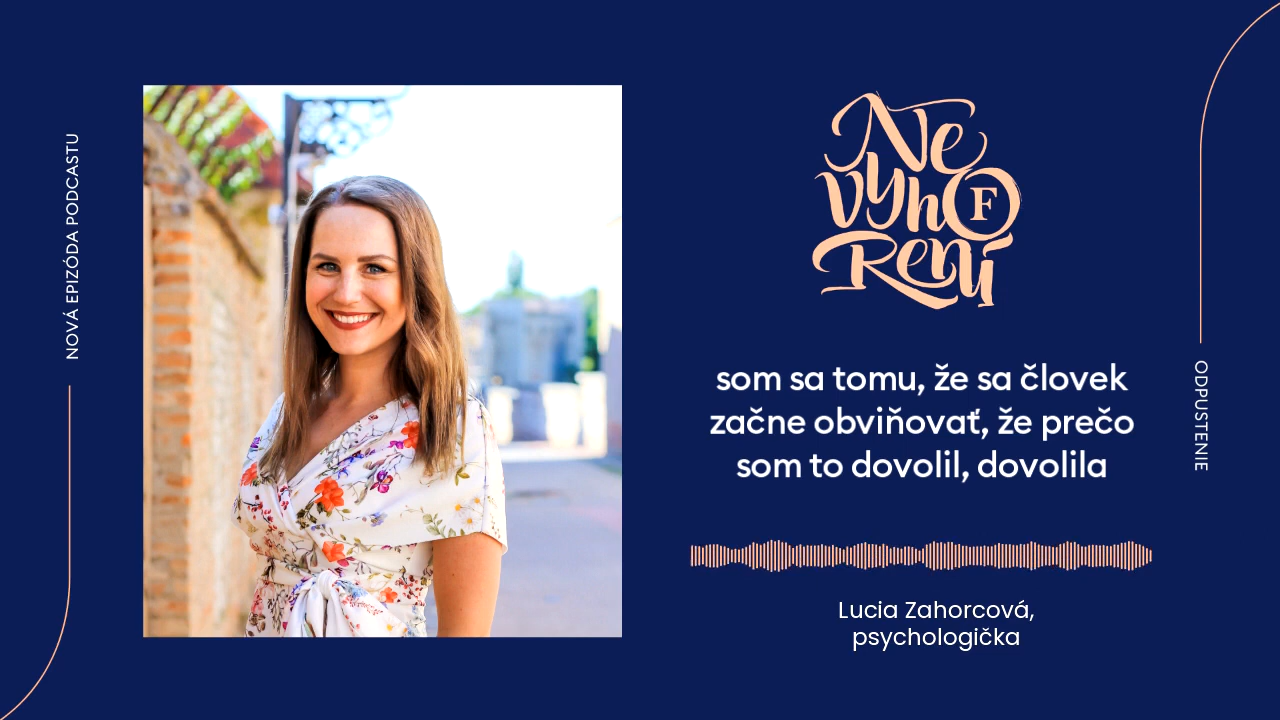 NOVÁ EPIZÓDA PODCASTU
Ne
vyho
F
Rení
som sa tomu, že sa človek
začne obviňovať, že prečo
som to dovolil, dovolila
Lucia Zahorcová,
psychologička
ODPUSTENIE